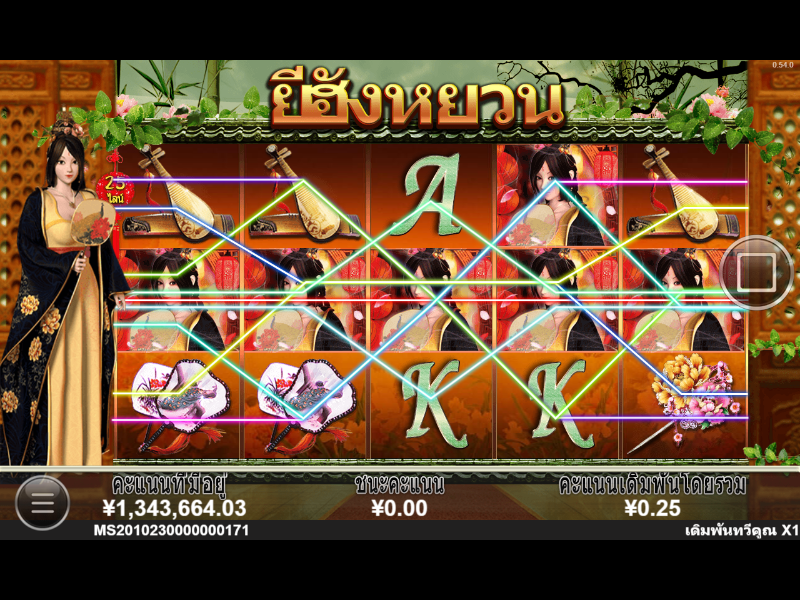 0.54.0
ยีฮังหยวน
25
ไลน์
A
K
K
คะแนนที่มีอยู่ ชนะคะแนน คะแนนเดิมพันโดยรวม
¥1,343,664.03 ¥0.00 ¥0.25
MS2010230000000171 เดิมพันทวีคูณ X1